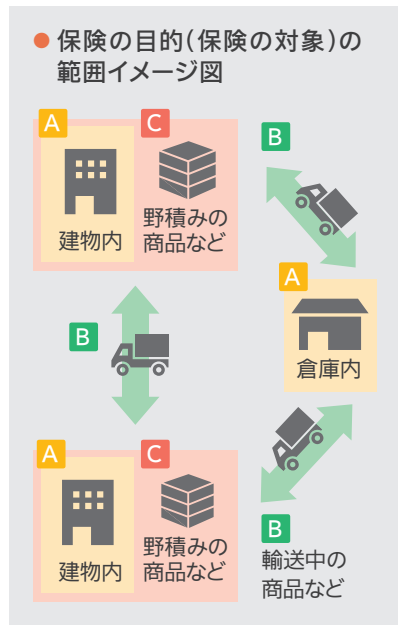 ● 保険の目的(保険の対象)の
範囲イメージ図
A
C
建物内
野積みの
商品など
B
A
倉庫内
B
A
C
建物内
野積みの
商品など
B
輸送中の
商品など